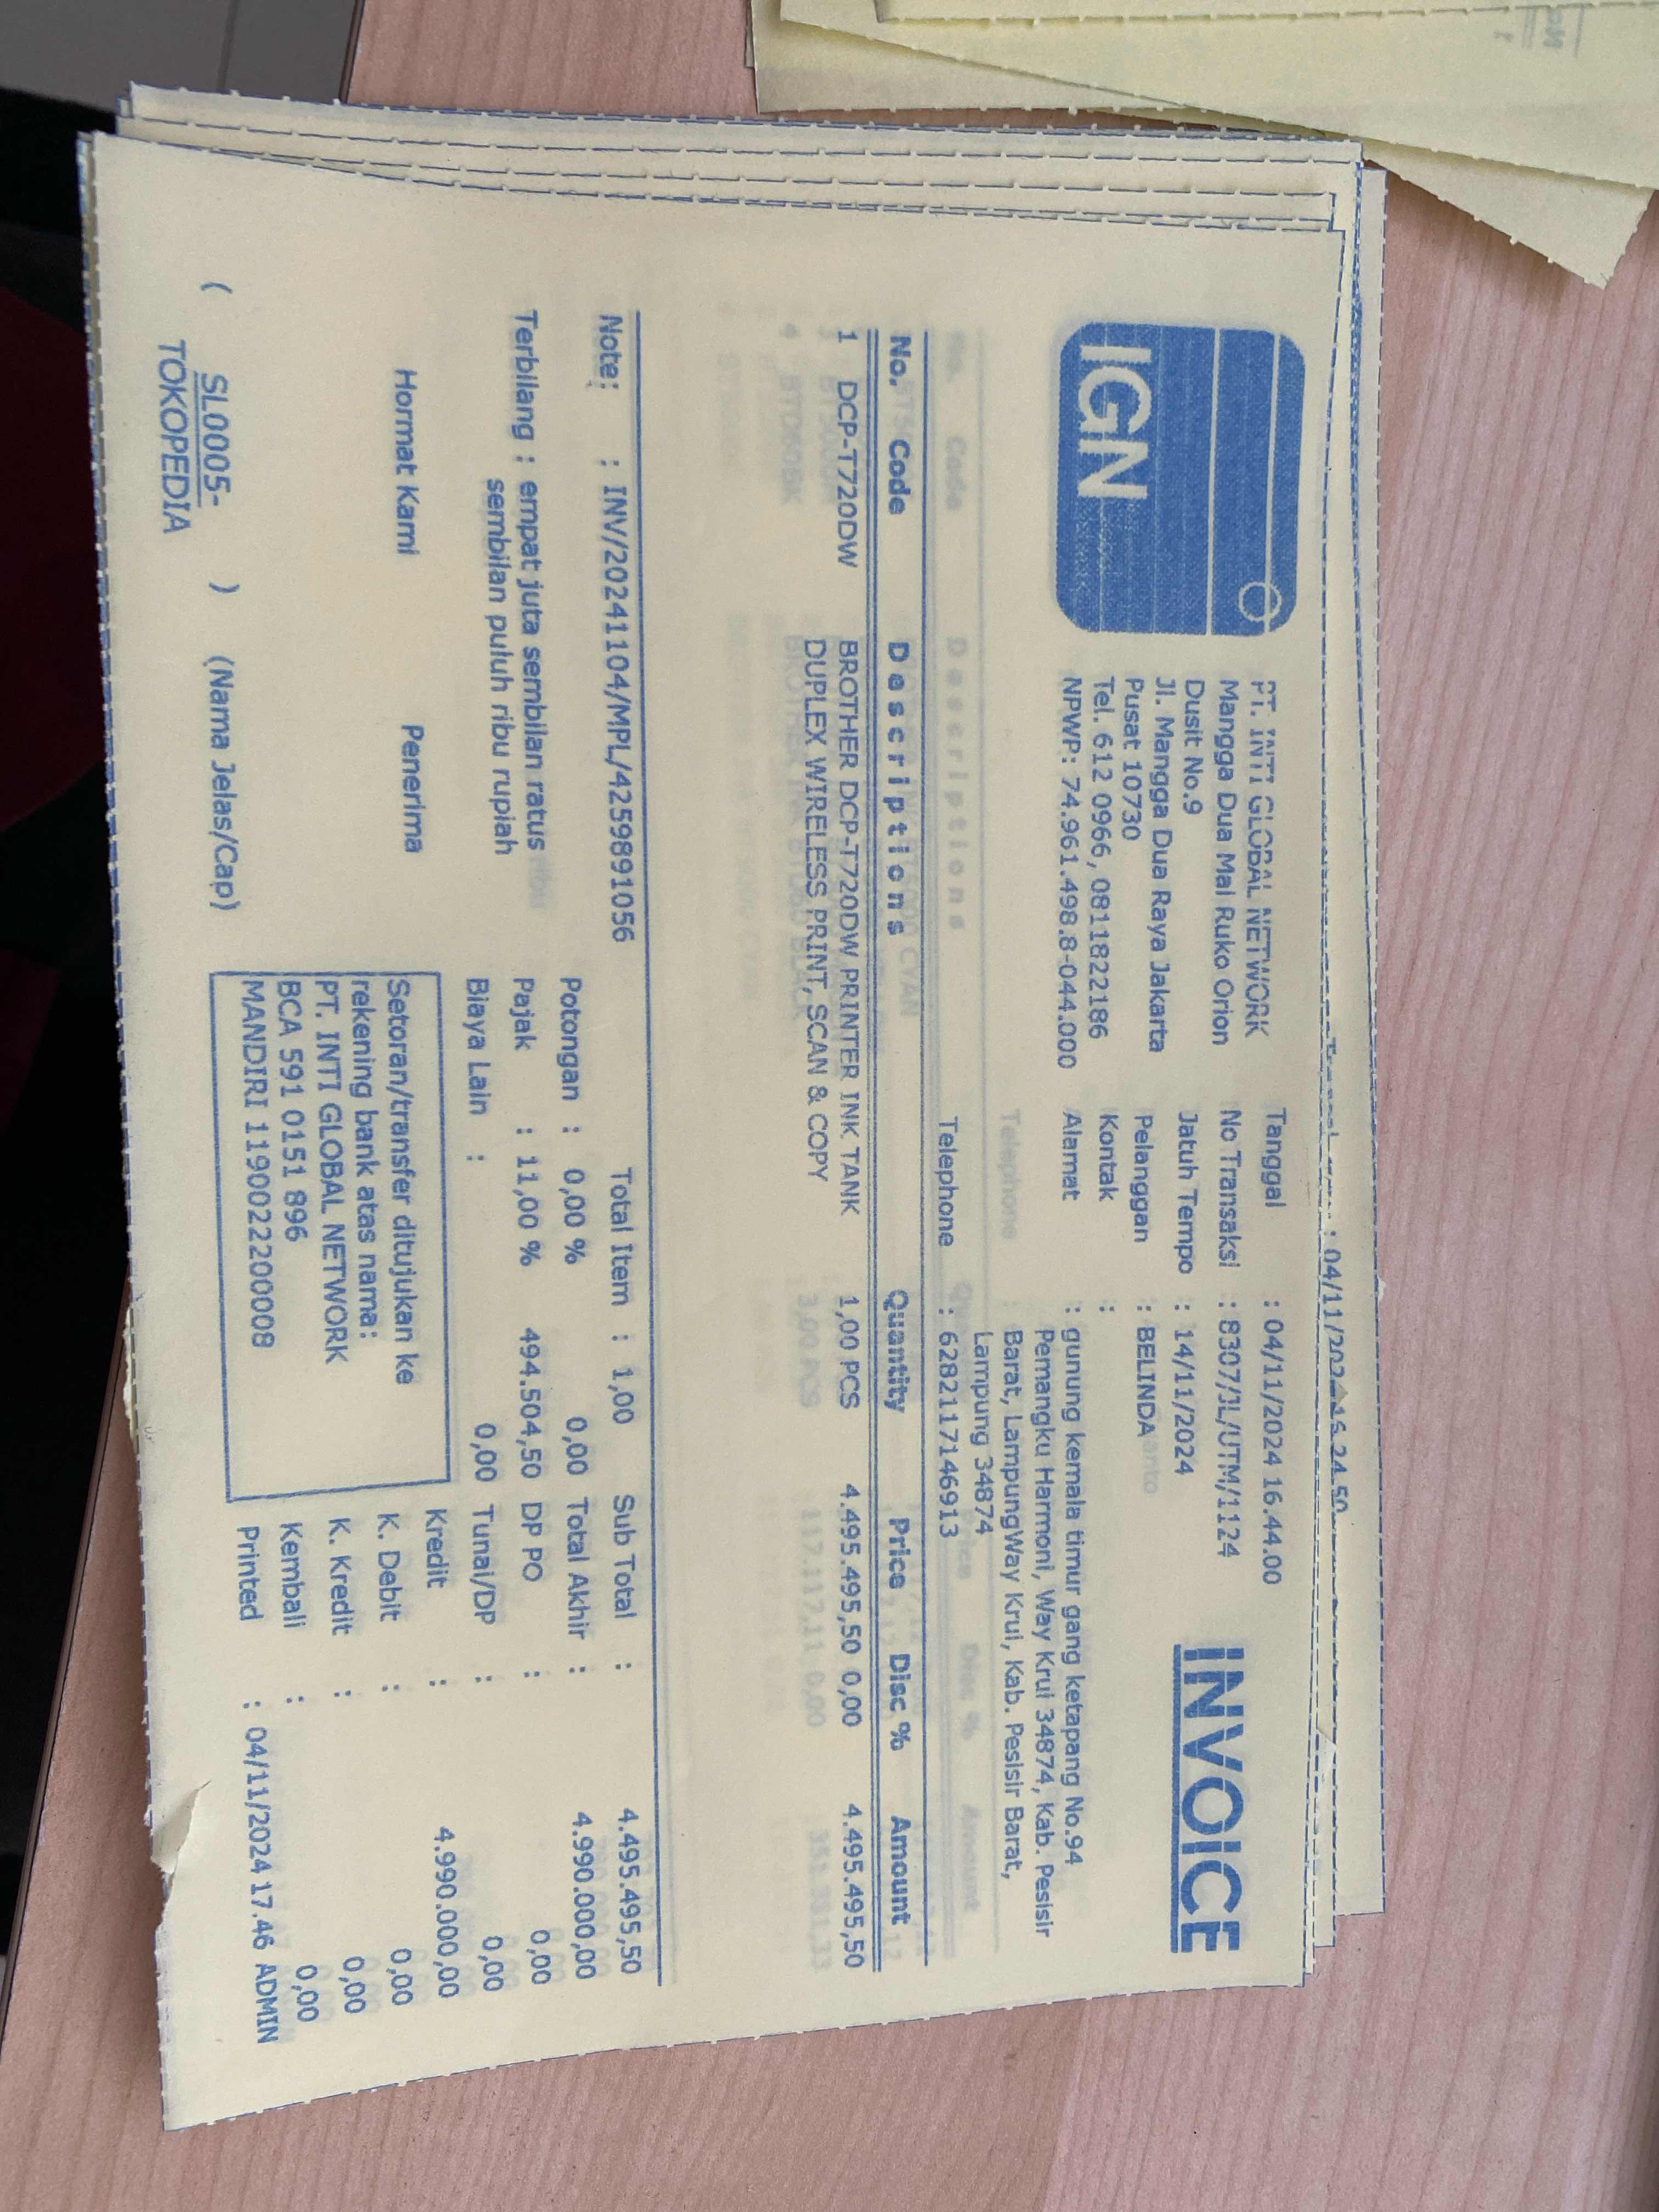 IGN
PT. INTI GLOBAL NETWORK
Mangga Dua Mal Ruko Orion
Dusit No.9
Jl. Mangga Dua Raya Jakarta
Pusat 10730
Tel. 612 0966, 0811822186
NPWP: 74.961.498.8-044.000
Tanggal : 04/11/2024 16.44.00
No Transaksi : 8307/JL/UTM/1124
Jatuh Tempo : 14/11/2024
Pelanggan : BELINDA
Kontak :
Alamat : gunung kemala timur gang ketapang No.94
Pemangku Harmoni, Way Krui 34874, Kab. Pesisir
Barat, LampungWay Krui, Kab. Pesisir Barat,
Lampung 34874
Telephone : 6282117146913
INVOICE
No. Code Descriptions Quantity Price Disc % Amount
1 DCP-T720DW BROTHER DCP-T720DW PRINTER INK TANK 1,00 PCS 4.495.495,50 0,00 4.495.495,50
DUPLEX WIRELESS PRINT, SCAN & COPY
Note: : INV/20241104/MPL/4259891056
Terbilang : empat juta sembilan ratus
sembilan puluh ribu rupiah
Total Item : 1,00
Potongan : 0,00 % 0,00
Pajak : 11,00 % 494.504,50
Biaya Lain : 0,00
Sub Total : 4.495.495,50
Total Akhir : 4.990.000,00
DP PO : 0,00
Tunai/DP : 0,00
Kredit : 4.990.000,00
K. Debit : 0,00
K. Kredit : 0,00
Kembali : 0,00
Printed : 04/11/2024 17.46 ADMIN
Hormat Kami
Penerima
( SL0005- )
TOKOPEDIA
(Nama Jelas/Cap)
Setoran/transfer ditujukan ke
rekening bank atas nama:
PT. INTI GLOBAL NETWORK
BCA 591 0151 896
MANDIRI 1190022220008